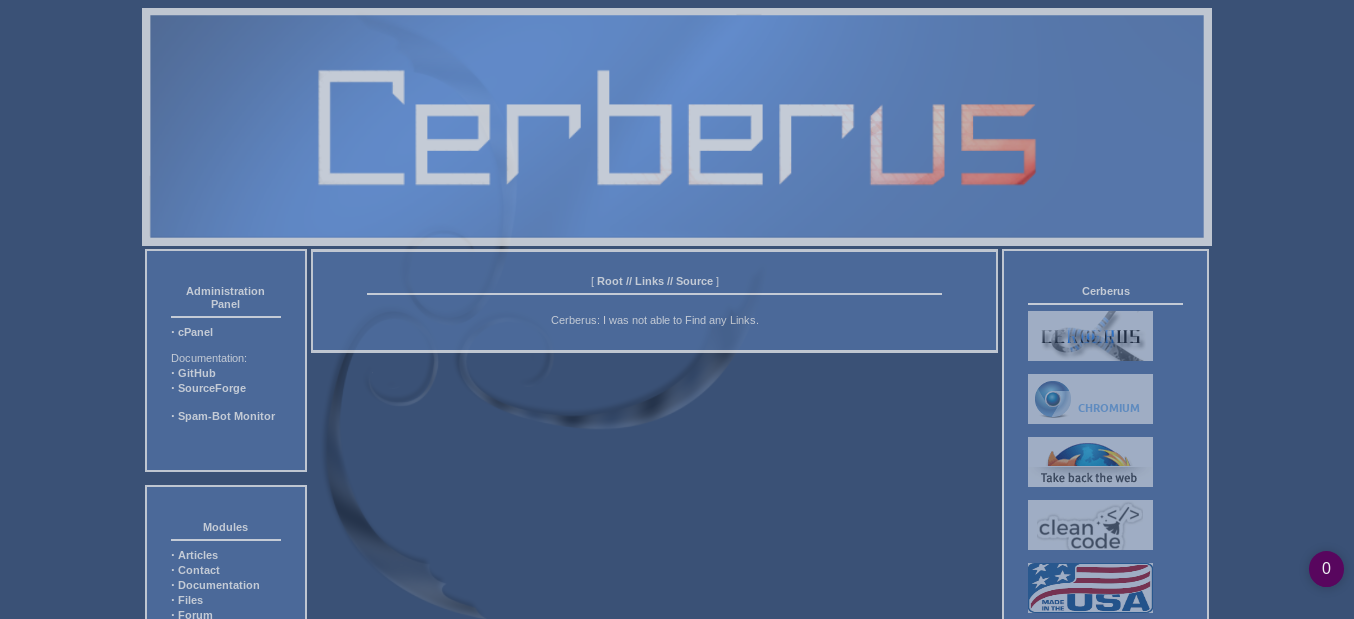 Cerberus
Administration
Panel
· cPanel
Documentation:
· GitHub
· SourceForge
· Spam-Bot Monitor
Modules
· Articles
· Contact
· Documentation
· Files
· Forum
[ Root // Links // Source ]
Cerberus: I was not able to Find any Links.
Cerberus
CERBERUS
CHROMIUM
Take back the web
clean </>
code
MADE
IN THE
USA
0